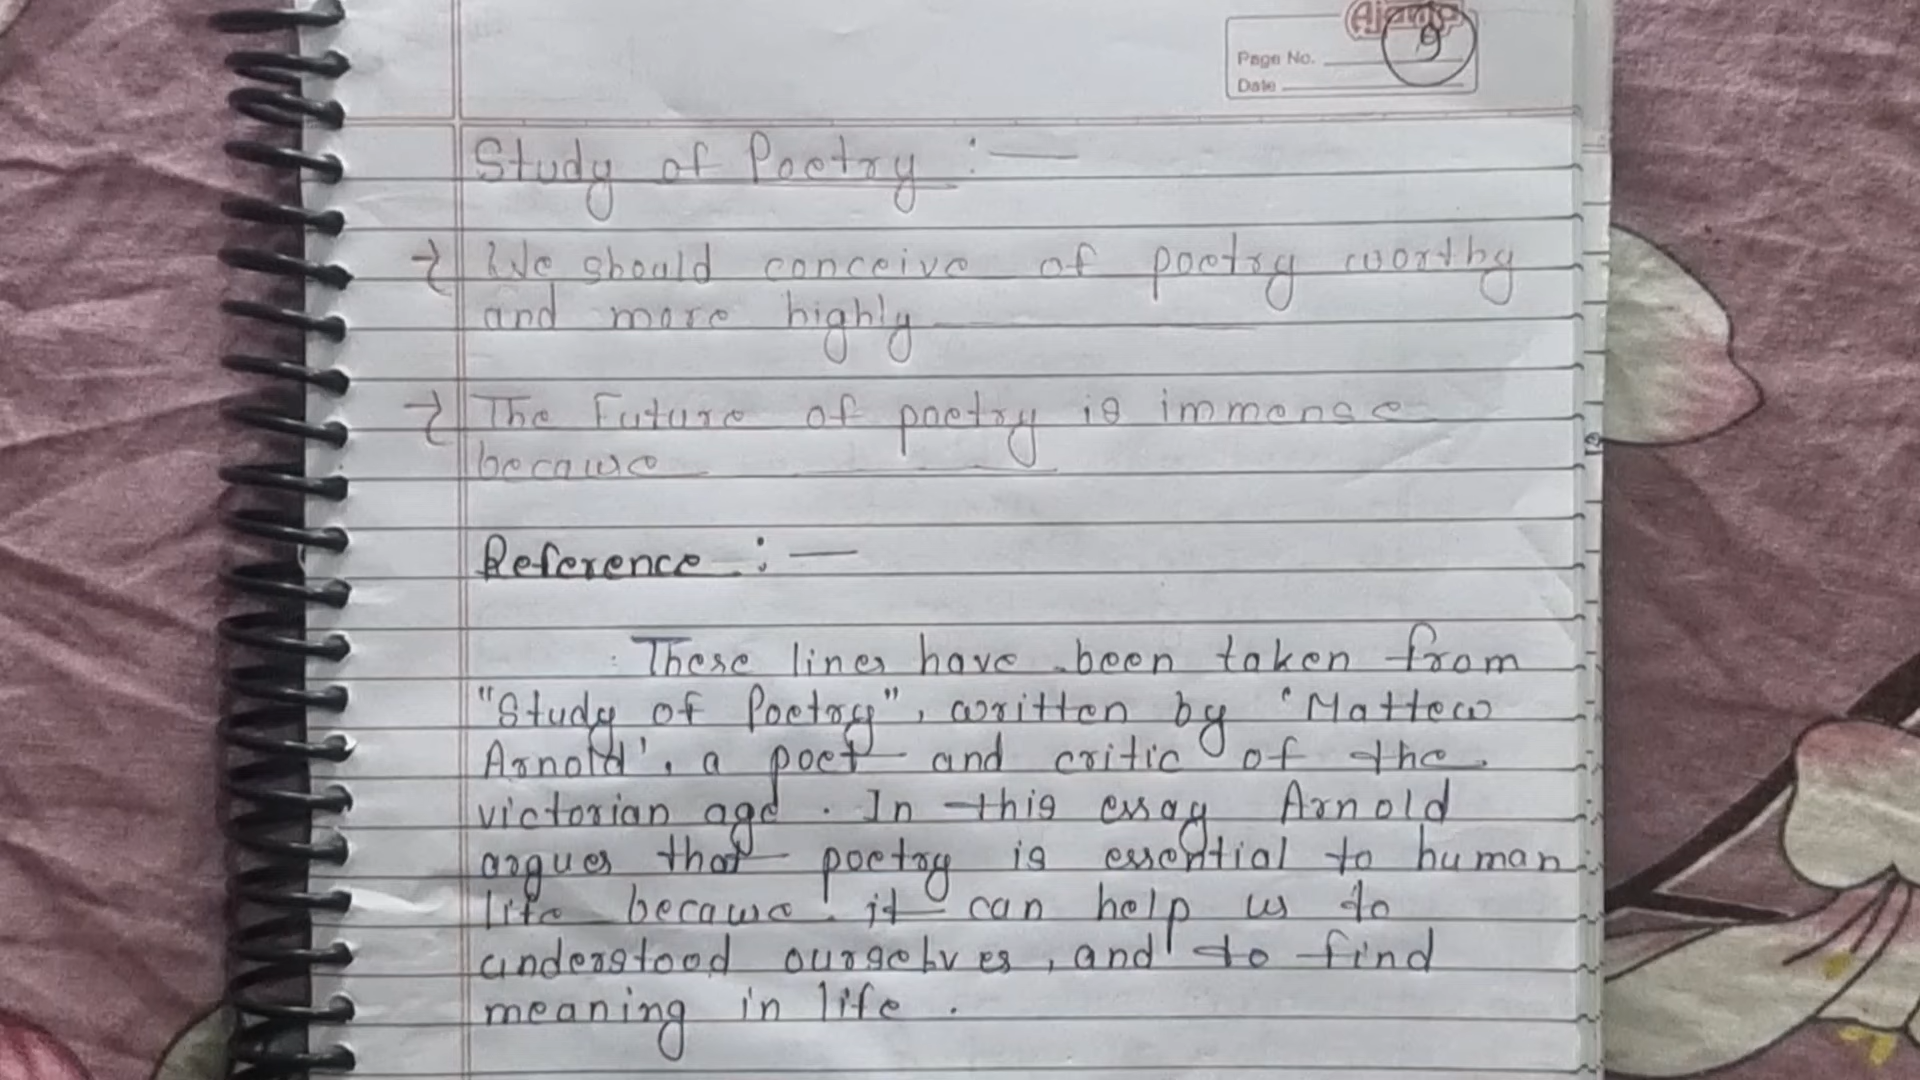 Ajanta
9
Page No.
Date
Study of Poetry :—
We should conceive of poetry worthy
and more highly
The Future of poetry is immense
because
Reference :—
These lines have been taken from
"Study of Poetry", written by 'Mattew
Arnold', a poet and critic of the
victorian age. In this essay Arnold
argues that poetry is essential to human
life because it can help us to
understood ourselves, and to find
meaning in life.